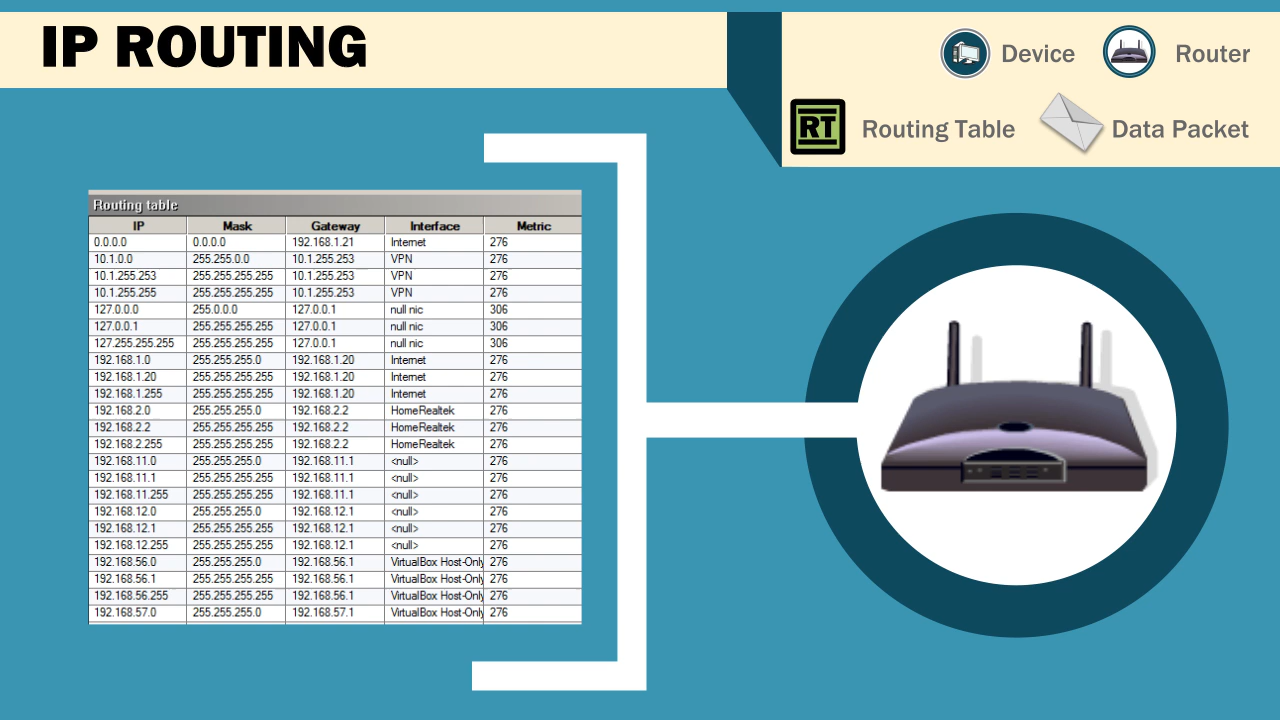 IP ROUTING
Device Router
RT Routing Table Data Packet
Routing table
IP Mask Gateway Interface Metric
0.0.0.0 0.0.0.0 192.168.1.21 Internet 276
10.1.0.0 255.255.0.0 10.1.255.253 VPN 276
10.1.255.253 255.255.255.255 10.1.255.253 VPN 276
10.1.255.255 255.255.255.255 10.1.255.253 VPN 276
127.0.0.0 255.0.0.0 127.0.0.1 null nic 306
127.0.0.1 255.255.255.255 127.0.0.1 null nic 306
127.255.255.255 255.255.255.255 127.0.0.1 null nic 306
192.168.1.0 255.255.255.0 192.168.1.20 Internet 276
192.168.1.20 255.255.255.255 192.168.1.20 Internet 276
192.168.1.255 255.255.255.255 192.168.1.20 Internet 276
192.168.2.0 255.255.255.0 192.168.2.2 HomeRealtek 276
192.168.2.2 255.255.255.255 192.168.2.2 HomeRealtek 276
192.168.2.255 255.255.255.255 192.168.2.2 HomeRealtek 276
192.168.11.0 255.255.255.0 192.168.11.1 <null> 276
192.168.11.1 255.255.255.255 192.168.11.1 <null> 276
192.168.11.255 255.255.255.255 192.168.11.1 <null> 276
192.168.12.0 255.255.255.0 192.168.12.1 <null> 276
192.168.12.1 255.255.255.255 192.168.12.1 <null> 276
192.168.12.255 255.255.255.255 192.168.12.1 <null> 276
192.168.56.0 255.255.255.0 192.168.56.1 VirtualBox Host-Only 276
192.168.56.1 255.255.255.255 192.168.56.1 VirtualBox Host-Only 276
192.168.56.255 255.255.255.255 192.168.56.1 VirtualBox Host-Only 276
192.168.57.0 255.255.255.0 192.168.57.1 VirtualBox Host-Only 276